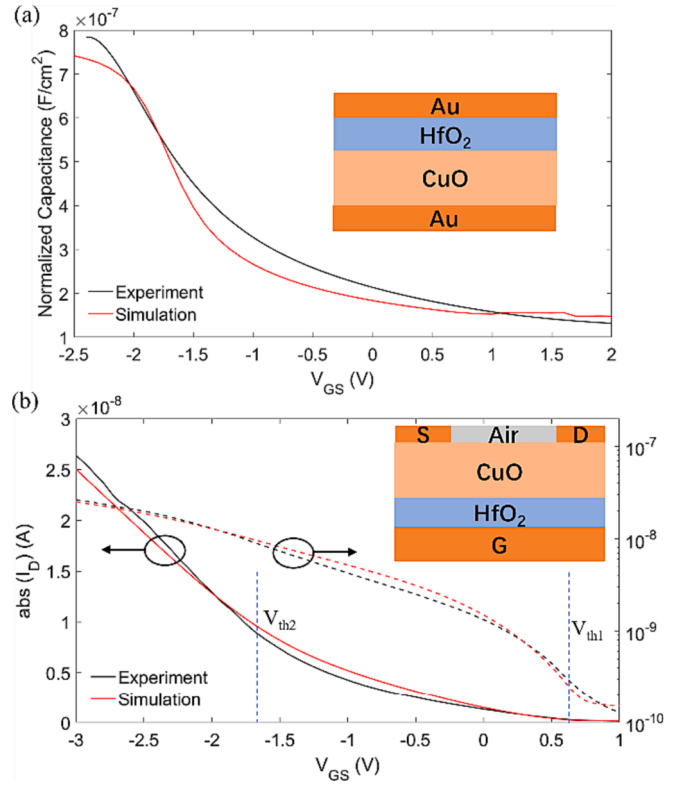 (a)
×10⁻⁷
8
7
6
5
4
3
2
1
Normalized Capacitance (F/cm²)
Au
HfO₂
CuO
Au
Experiment
Simulation
-2.5 -2 -1.5 -1 -0.5 0 0.5 1 1.5 2
V_GS (V)
(b)
×10⁻⁸
3
2.5
2
1.5
1
0.5
0
abs (I_D) (A)
S Air D
CuO
HfO₂
G
10⁻⁷
10⁻⁸
10⁻⁹
10⁻¹⁰
V_th2
V_th1
Experiment
Simulation
-3 -2.5 -2 -1.5 -1 -0.5 0 0.5 1
V_GS (V)